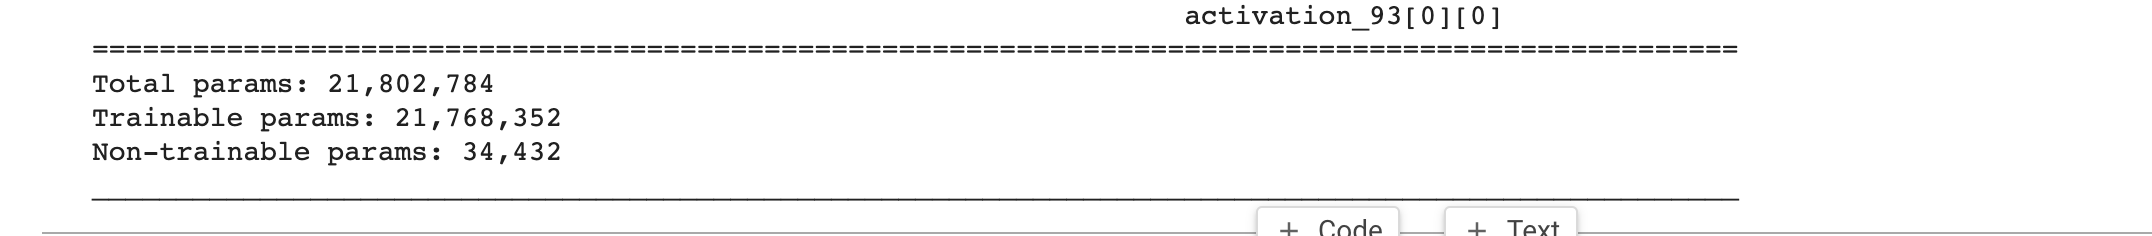 activation_93[0][0]
==================================================================================================
Total params: 21,802,784
Trainable params: 21,768,352
Non-trainable params: 34,432
__________________________________________________________________________________________________
+ Code + Text